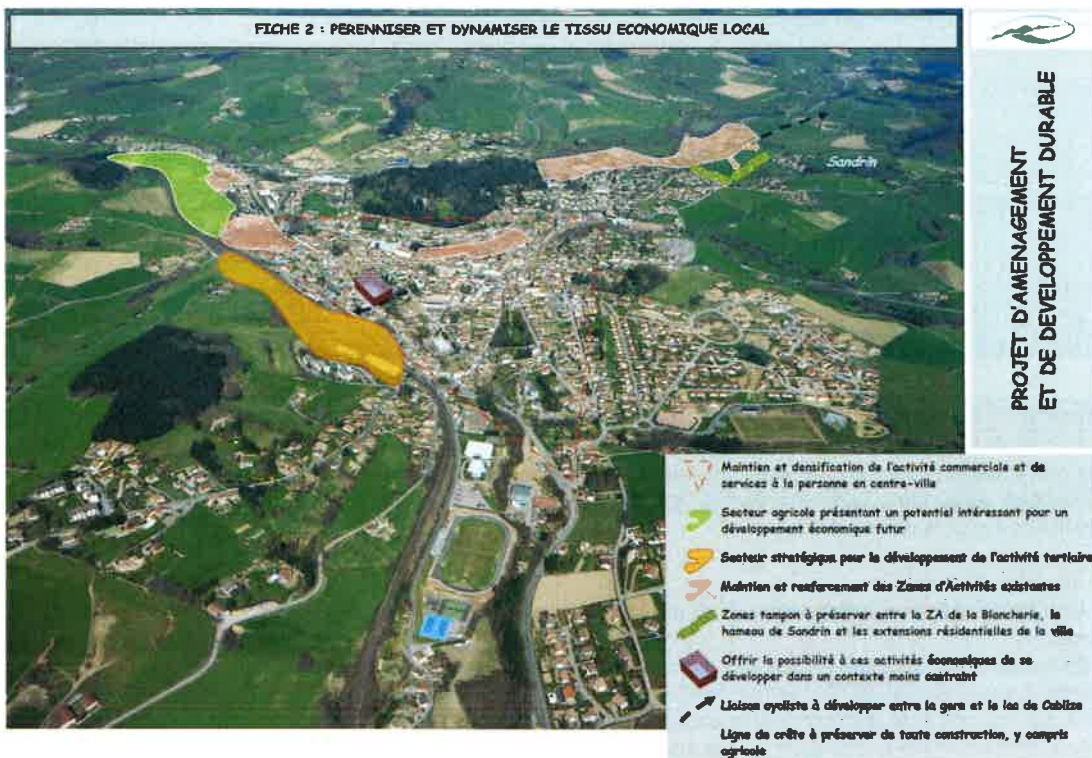 FICHE 2 : PERENNISER ET DYNAMISER LE TISSU ECONOMIQUE LOCAL
PROJET D'AMENAGEMENT
ET DE DEVELOPPEMENT DURABLE
Sandrin
Maintien et densification de l'activité commerciale et de
services à la personne en centre-ville
Secteur agricole présentant un potentiel intéressant pour un
développement économique futur
Secteur stratégique pour le développement de l'activité tertiaire
Maintien et renforcement des Zones d'Activités existantes
Zones tampon à préserver entre la ZA de la Blancherie, le
hameau de Sandrin et les extensions résidentielles de la ville
Offrir la possibilité à ces activités économiques de se
développer dans un contexte moins contraint
Liaison cycliste à développer entre la gare et le lac de Cablize
Ligne de crête à préserver de toute construction, y compris
agricole